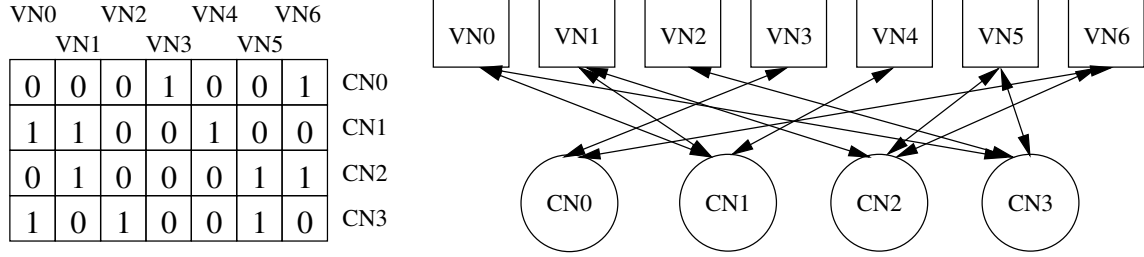 VN0 VN2 VN4 VN6
VN1 VN3 VN5
0 0 0 1 0 0 1 CN0
1 1 0 0 1 0 0 CN1
0 1 0 0 0 1 1 CN2
1 0 1 0 0 1 0 CN3
VN0 VN1 VN2 VN3 VN4 VN5 VN6
CN0 CN1 CN2 CN3